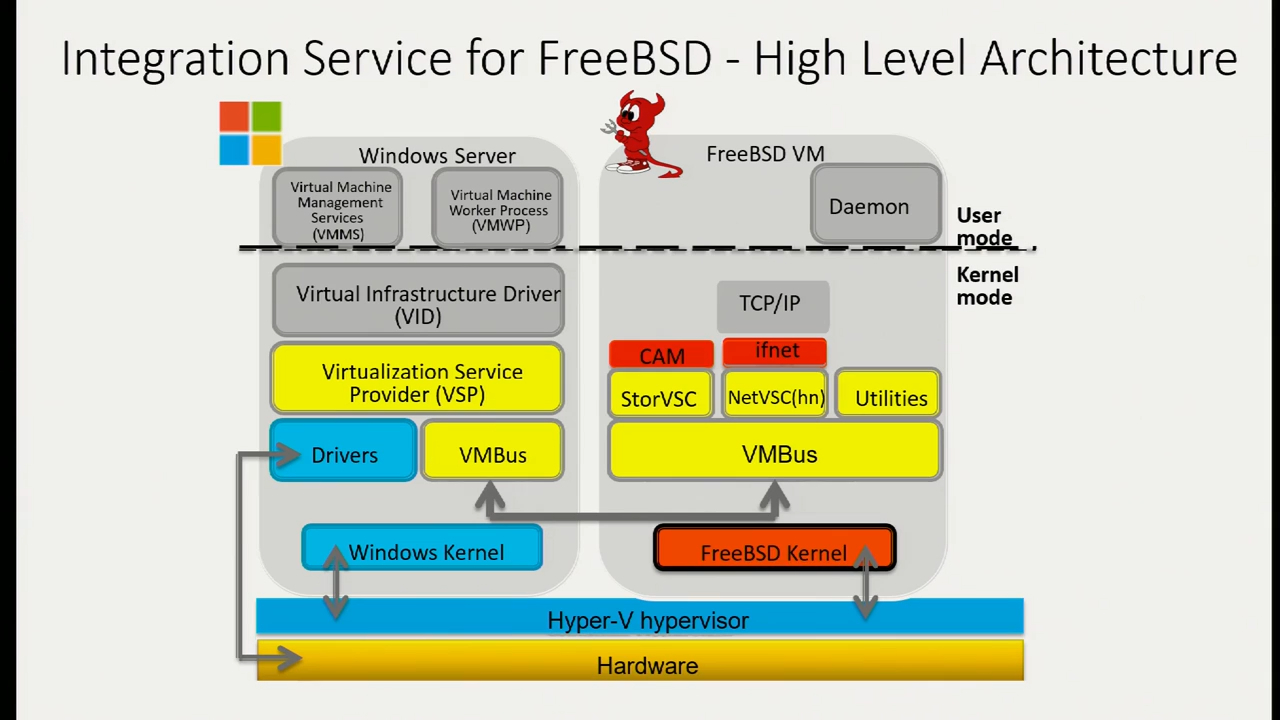 Integration Service for FreeBSD - High Level Architecture
Windows Server
FreeBSD VM
Virtual Machine
Management
Services
(VMMS)
Virtual Machine
Worker Process
(VMWP)
Daemon
User
mode
Kernel
mode
Virtual Infrastructure Driver
(VID)
TCP/IP
CAM
ifnet
Virtualization Service
Provider (VSP)
StorVSC
NetVSC(hn)
Utilities
Drivers
VMBus
VMBus
Windows Kernel
FreeBSD Kernel
Hyper-V hypervisor
Hardware